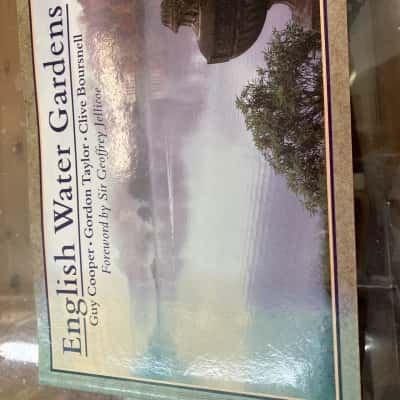 English Water Gardens
Guy Cooper • Gordon Taylor • Clive Boursnell
Foreword by Sir Geoffrey Jellicoe